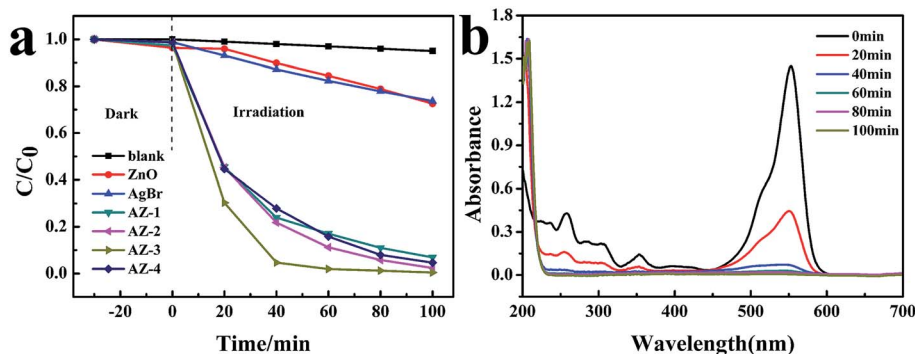 a
C/C0
1.0
0.8
0.6
0.4
0.2
0.0
Dark
Irradiation
blank
ZnO
AgBr
AZ-1
AZ-2
AZ-3
AZ-4
-20 0 20 40 60 80 100
Time/min
b
Absorbance
1.8
1.5
1.2
0.9
0.6
0.3
0.0
0min
20min
40min
60min
80min
100min
200 300 400 500 600 700
Wavelength(nm)